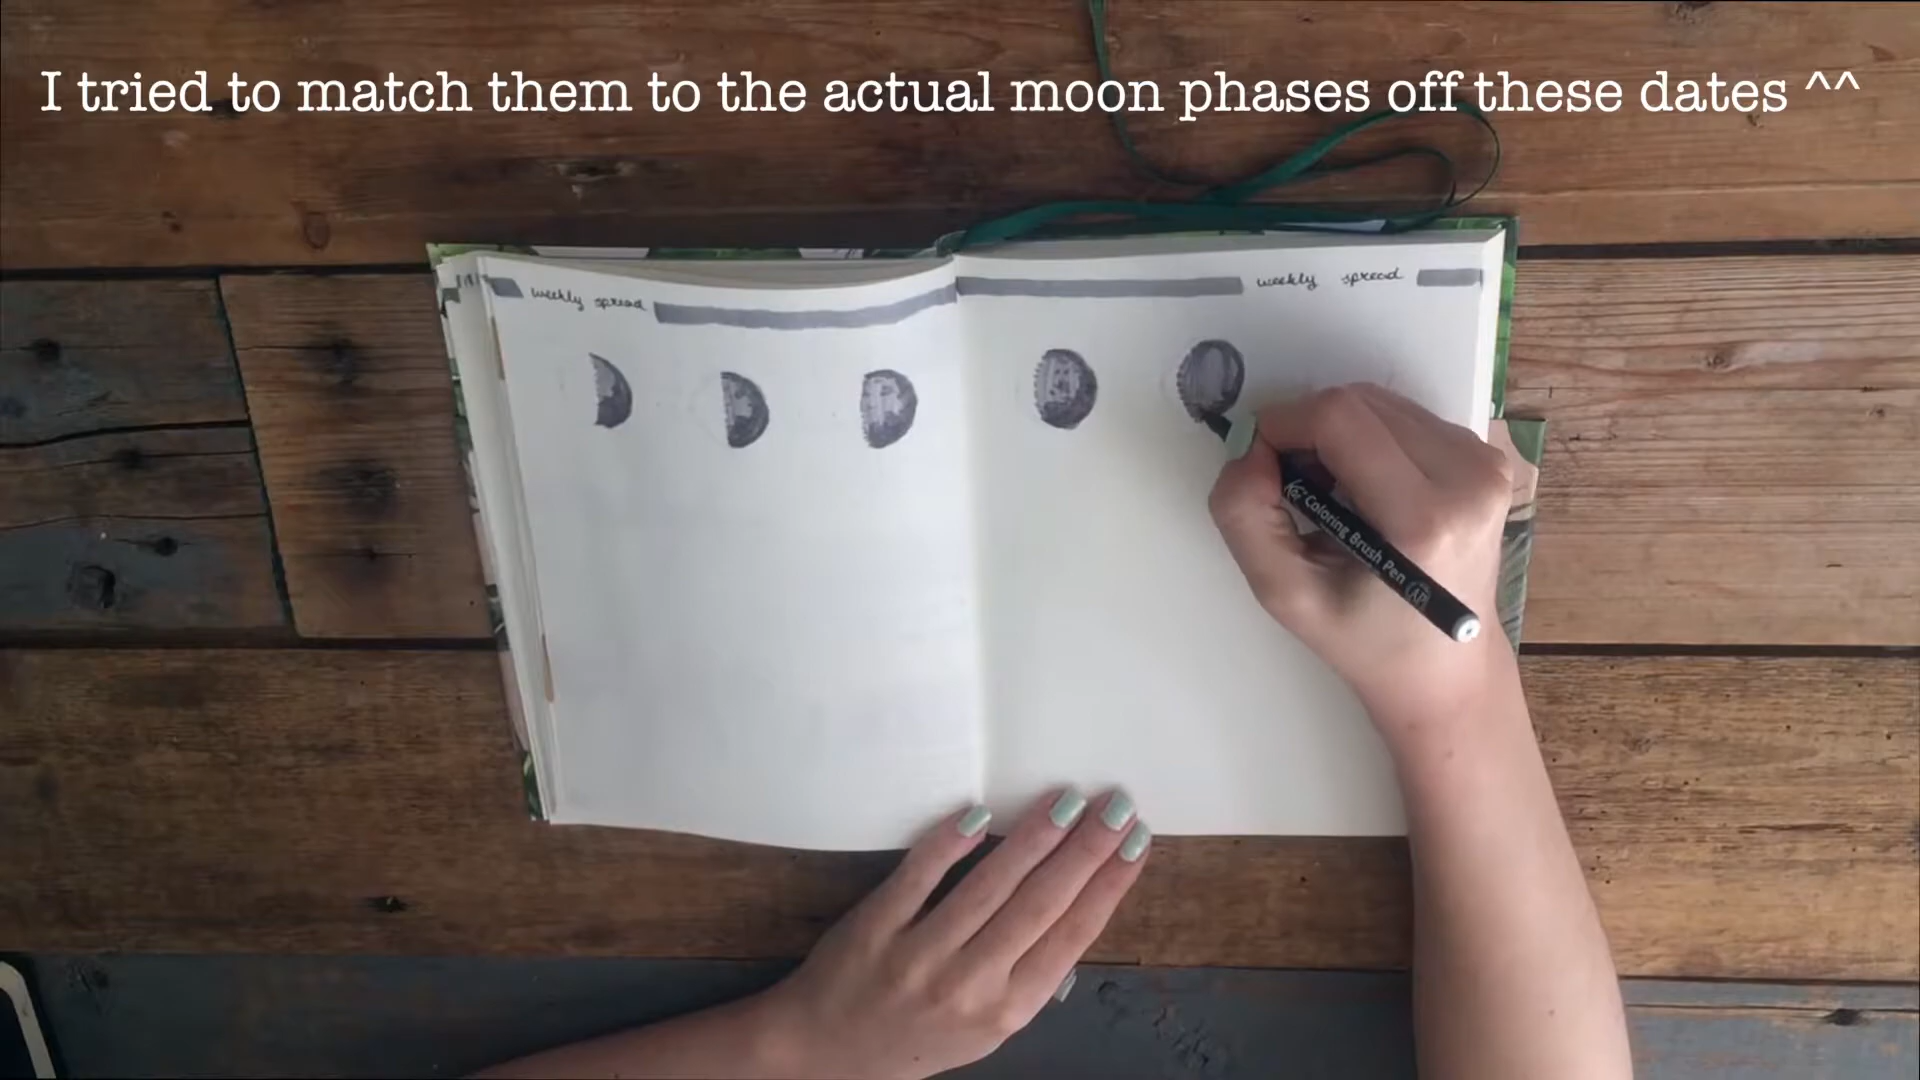 I tried to match them to the actual moon phases off these dates ^^
weekly spread
weekly spread
Coloring Brush Pen AP